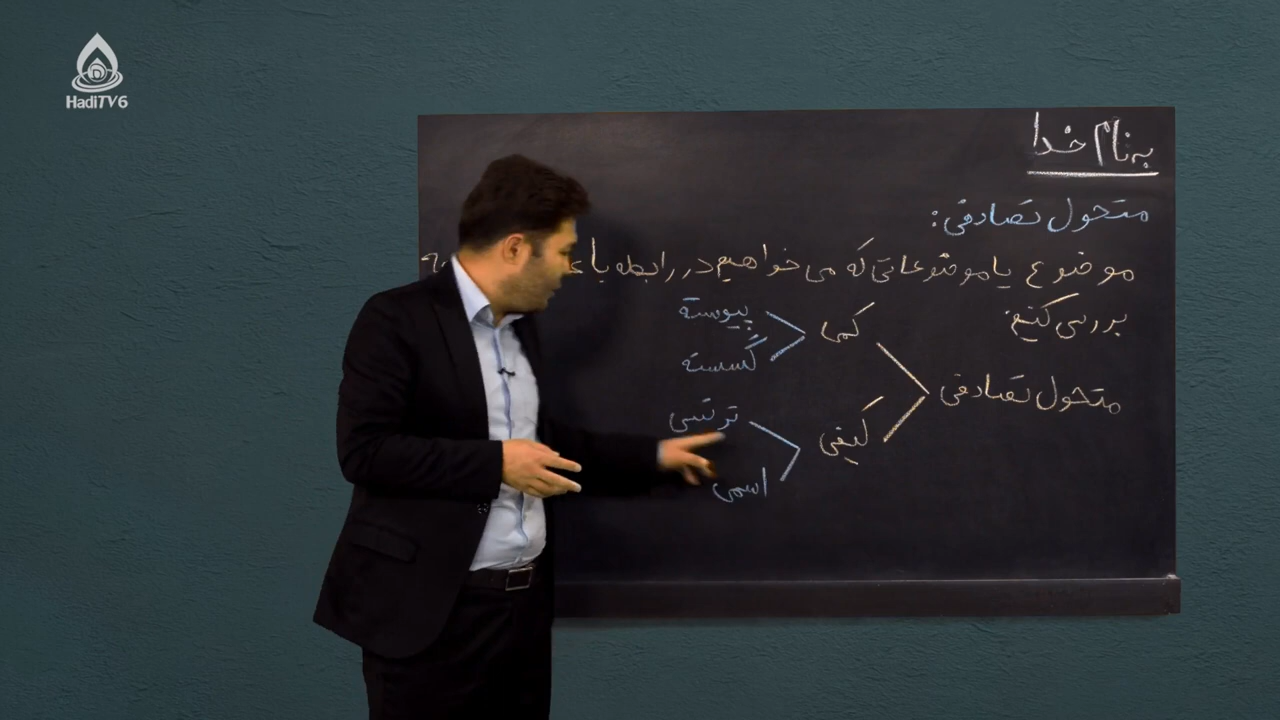 HadiTV6
به نام خدا
متحول تصادفی:
موضوع یا موضوعاتی که می خواهیم در رابطه با
بررسی کنیم.
متحول تصادفی
کمی
پیوسته
گسسته
کیفی
ترتیبی
اسمی